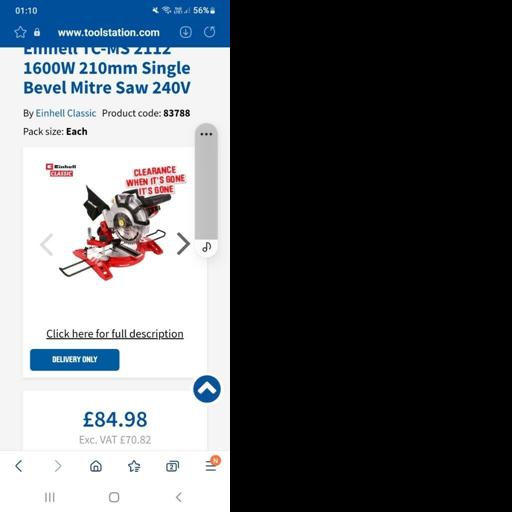 01:10
56%
www.toolstation.com
Einhell TC-MS 2112
1600W 210mm Single
Bevel Mitre Saw 240V
By Einhell Classic Product code: 83788
Pack size: Each
Einhell
CLASSIC
CLEARANCE
WHEN IT'S GONE
IT'S GONE
Click here for full description
DELIVERY ONLY
£84.98
Exc. VAT £70.82
2
N